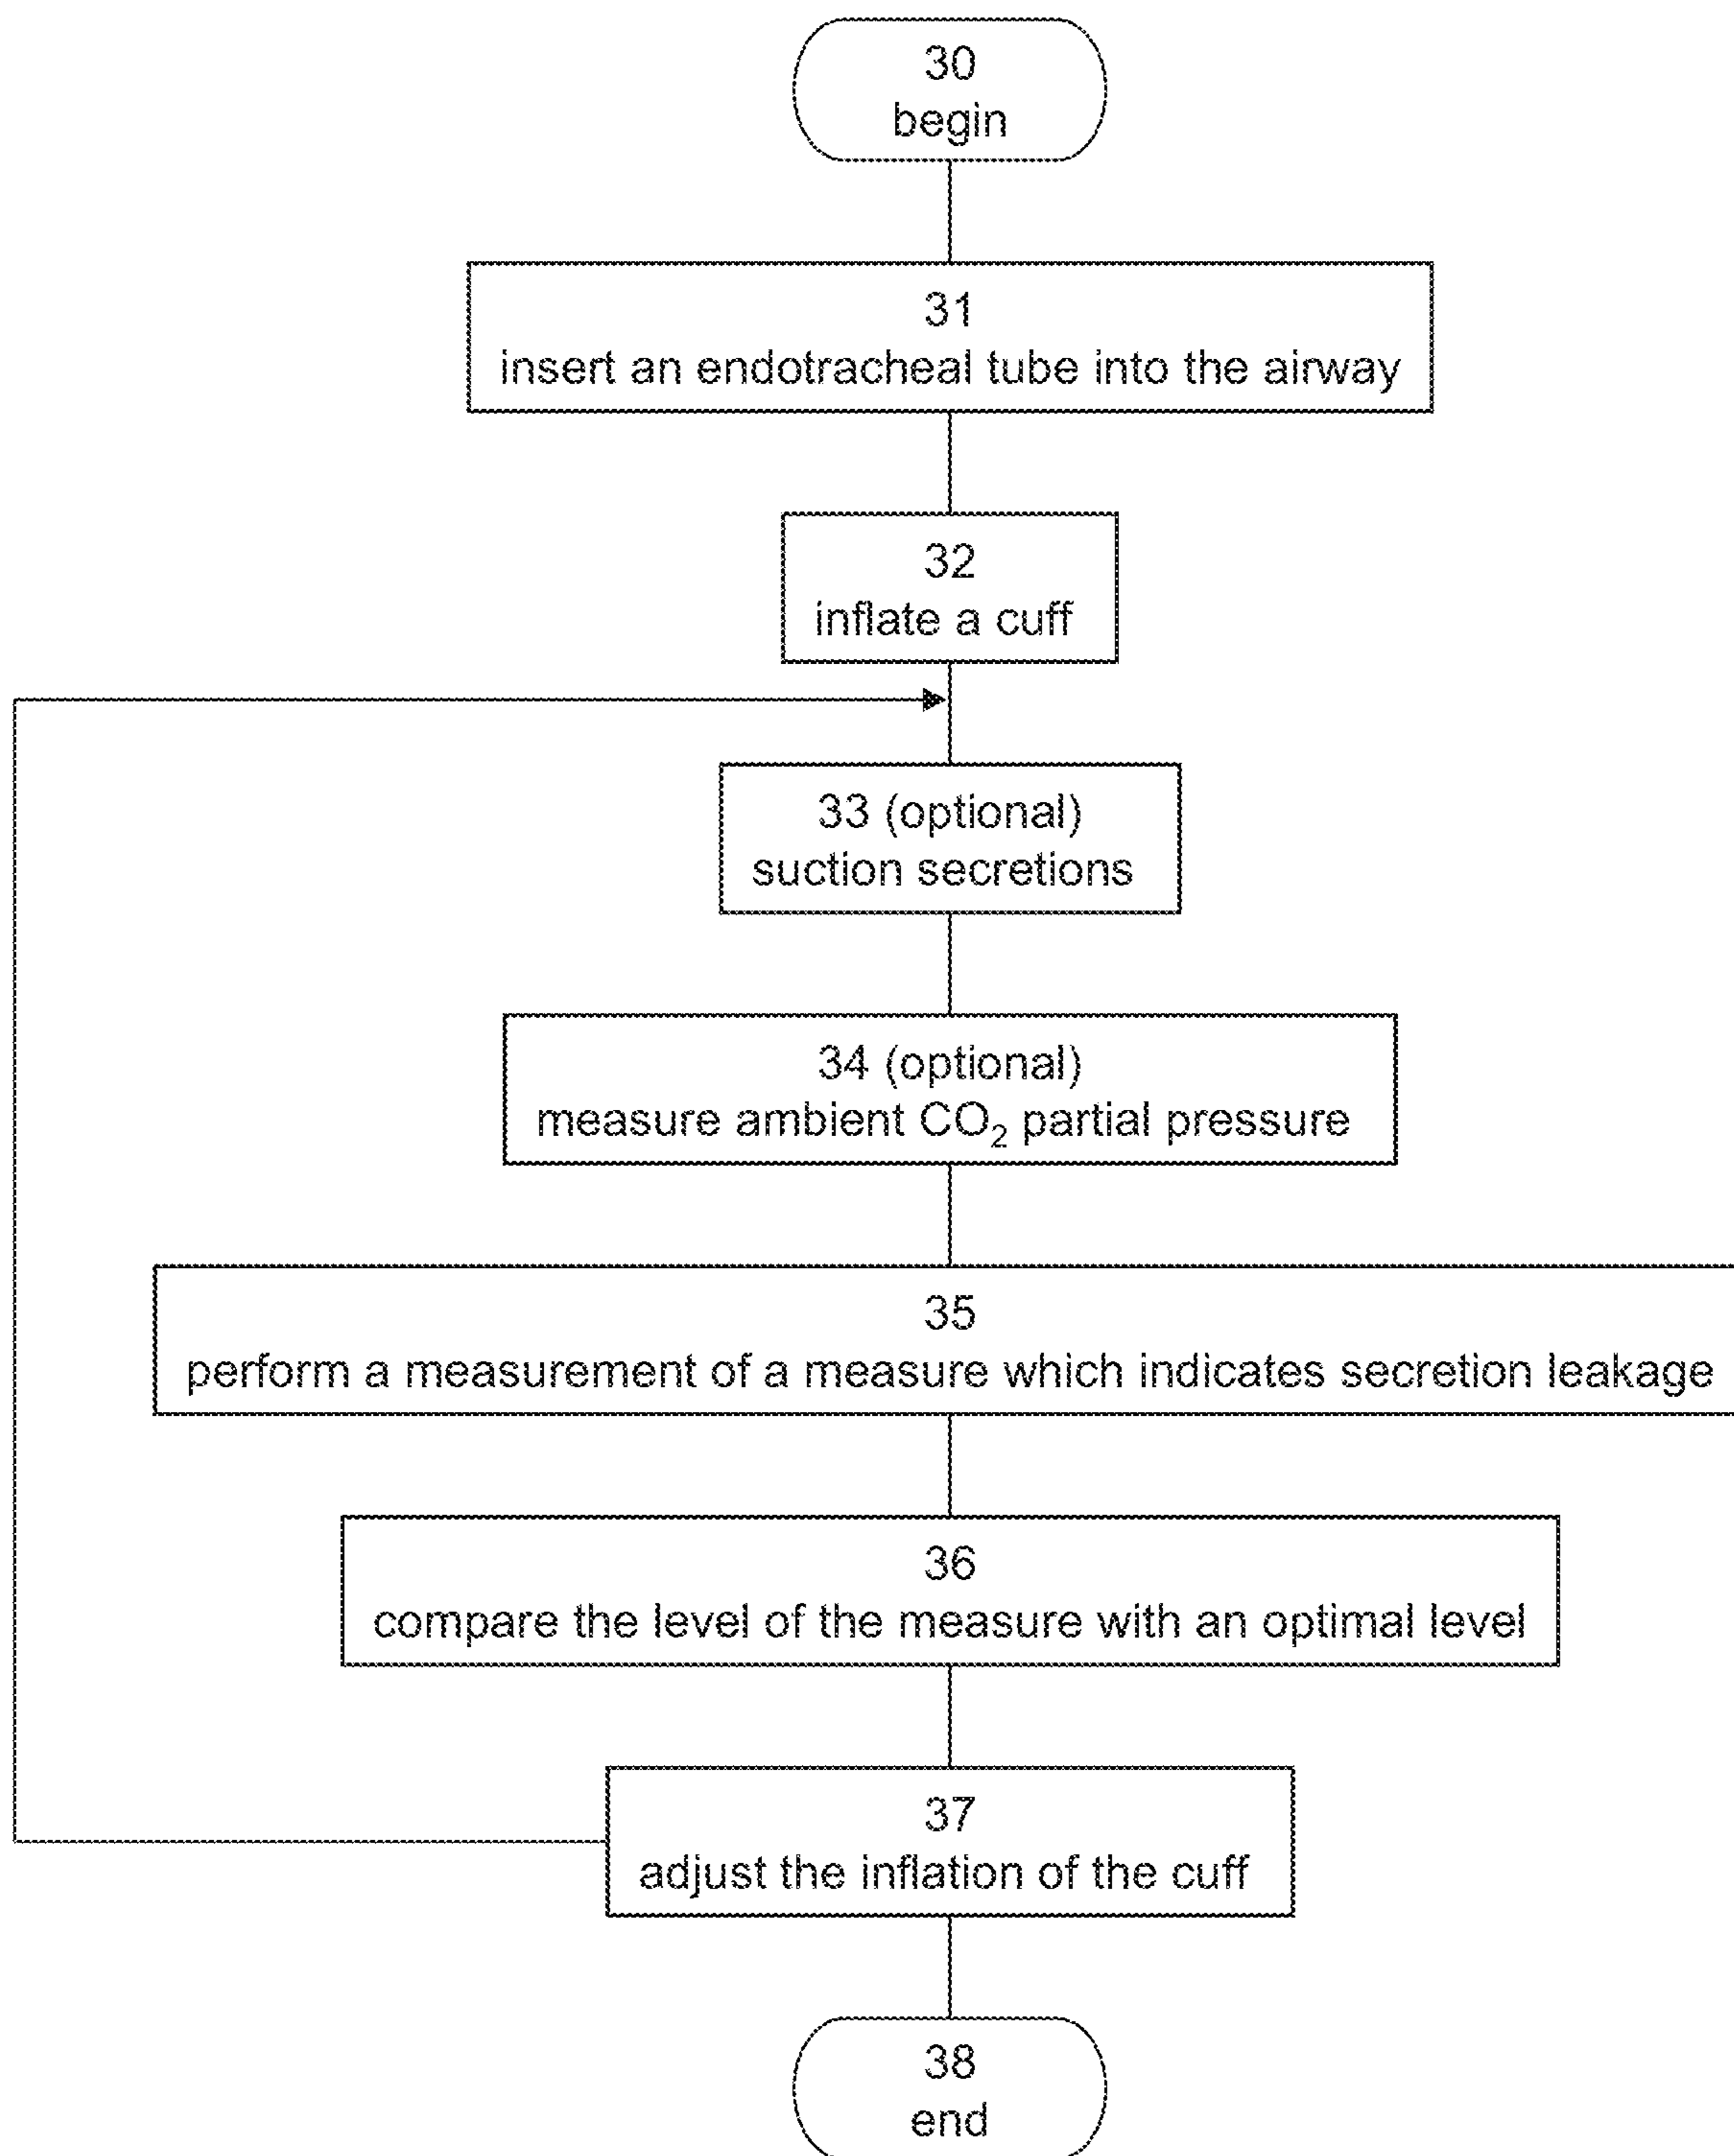 30
begin
31
insert an endotracheal tube into the airway
32
inflate a cuff
33 (optional)
suction secretions
34 (optional)
measure ambient CO₂ partial pressure
35
perform a measurement of a measure which indicates secretion leakage
36
compare the level of the measure with an optimal level
37
adjust the inflation of the cuff
38
end